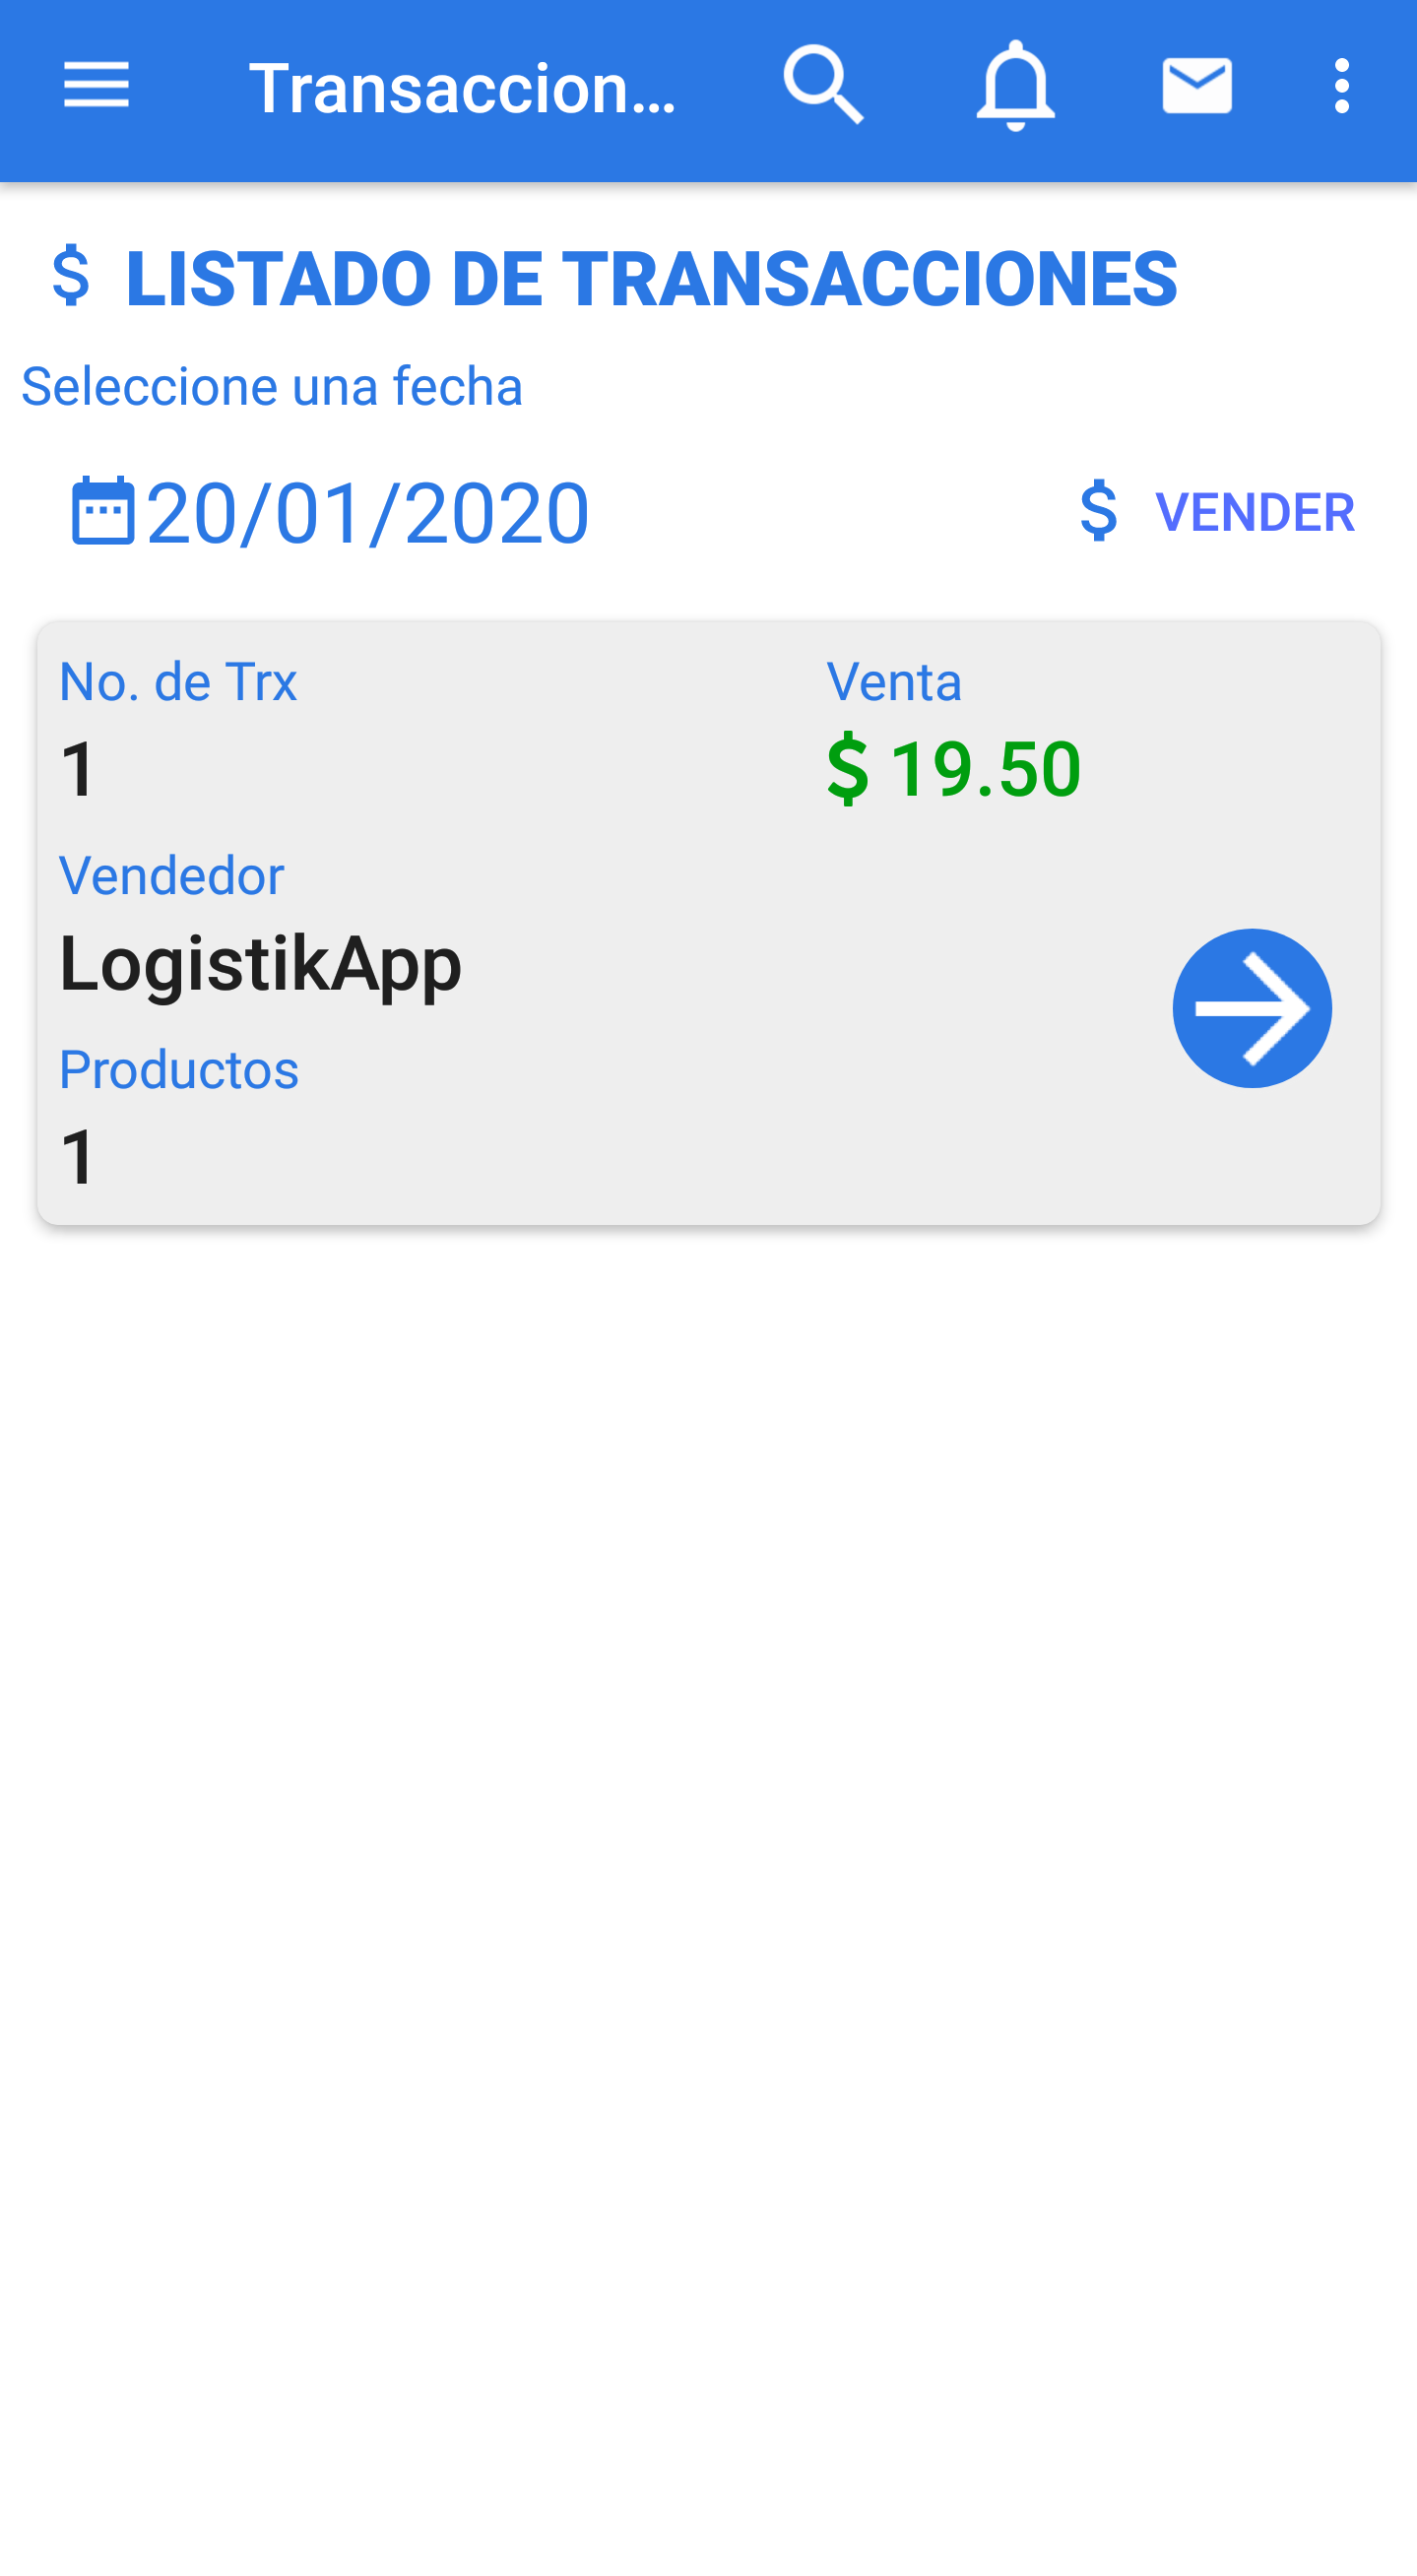 Transaccion...
$ LISTADO DE TRANSACCIONES
Seleccione una fecha
20/01/2020 $ VENDER
No. de Trx Venta
1 $ 19.50
Vendedor
LogistikApp
Productos
1